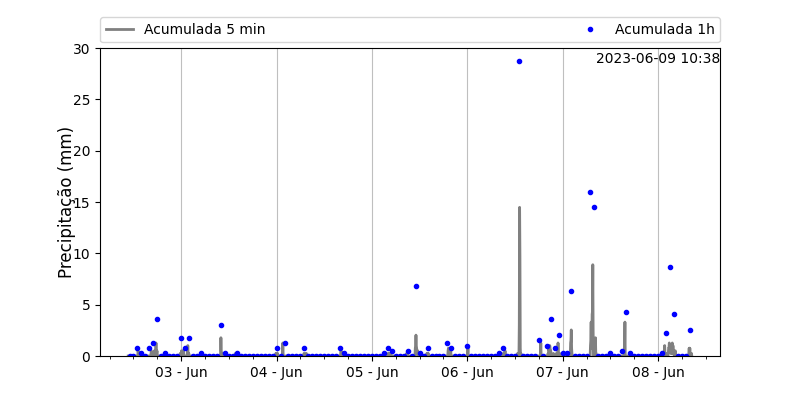 Acumulada 5 min
Acumulada 1h
2023-06-09 10:38
Precipitação (mm)
30
25
20
15
10
5
0
03 - Jun
04 - Jun
05 - Jun
06 - Jun
07 - Jun
08 - Jun